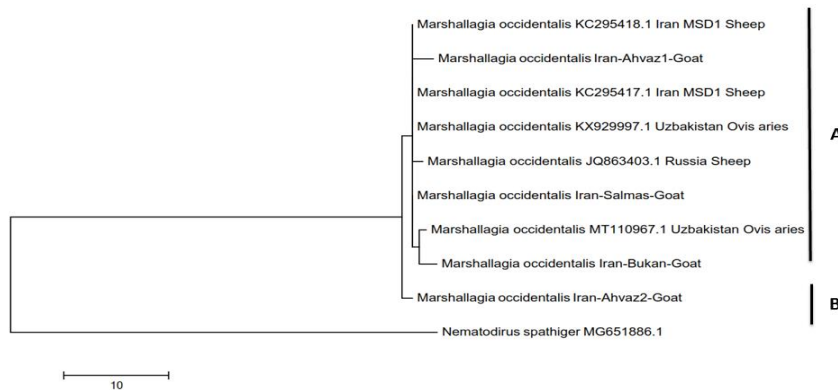 Marshallagia occidentalis KC295418.1 Iran MSD1 Sheep
Marshallagia occidentalis Iran-Ahvaz1-Goat
Marshallagia occidentalis KC295417.1 Iran MSD1 Sheep
Marshallagia occidentalis KX929997.1 Uzbakistan Ovis aries
A
Marshallagia occidentalis JQ863403.1 Russia Sheep
Marshallagia occidentalis Iran-Salmas-Goat
Marshallagia occidentalis MT110967.1 Uzbakistan Ovis aries
Marshallagia occidentalis Iran-Bukan-Goat
Marshallagia occidentalis Iran-Ahvaz2-Goat
B
Nematodirus spathiger MG651886.1
10